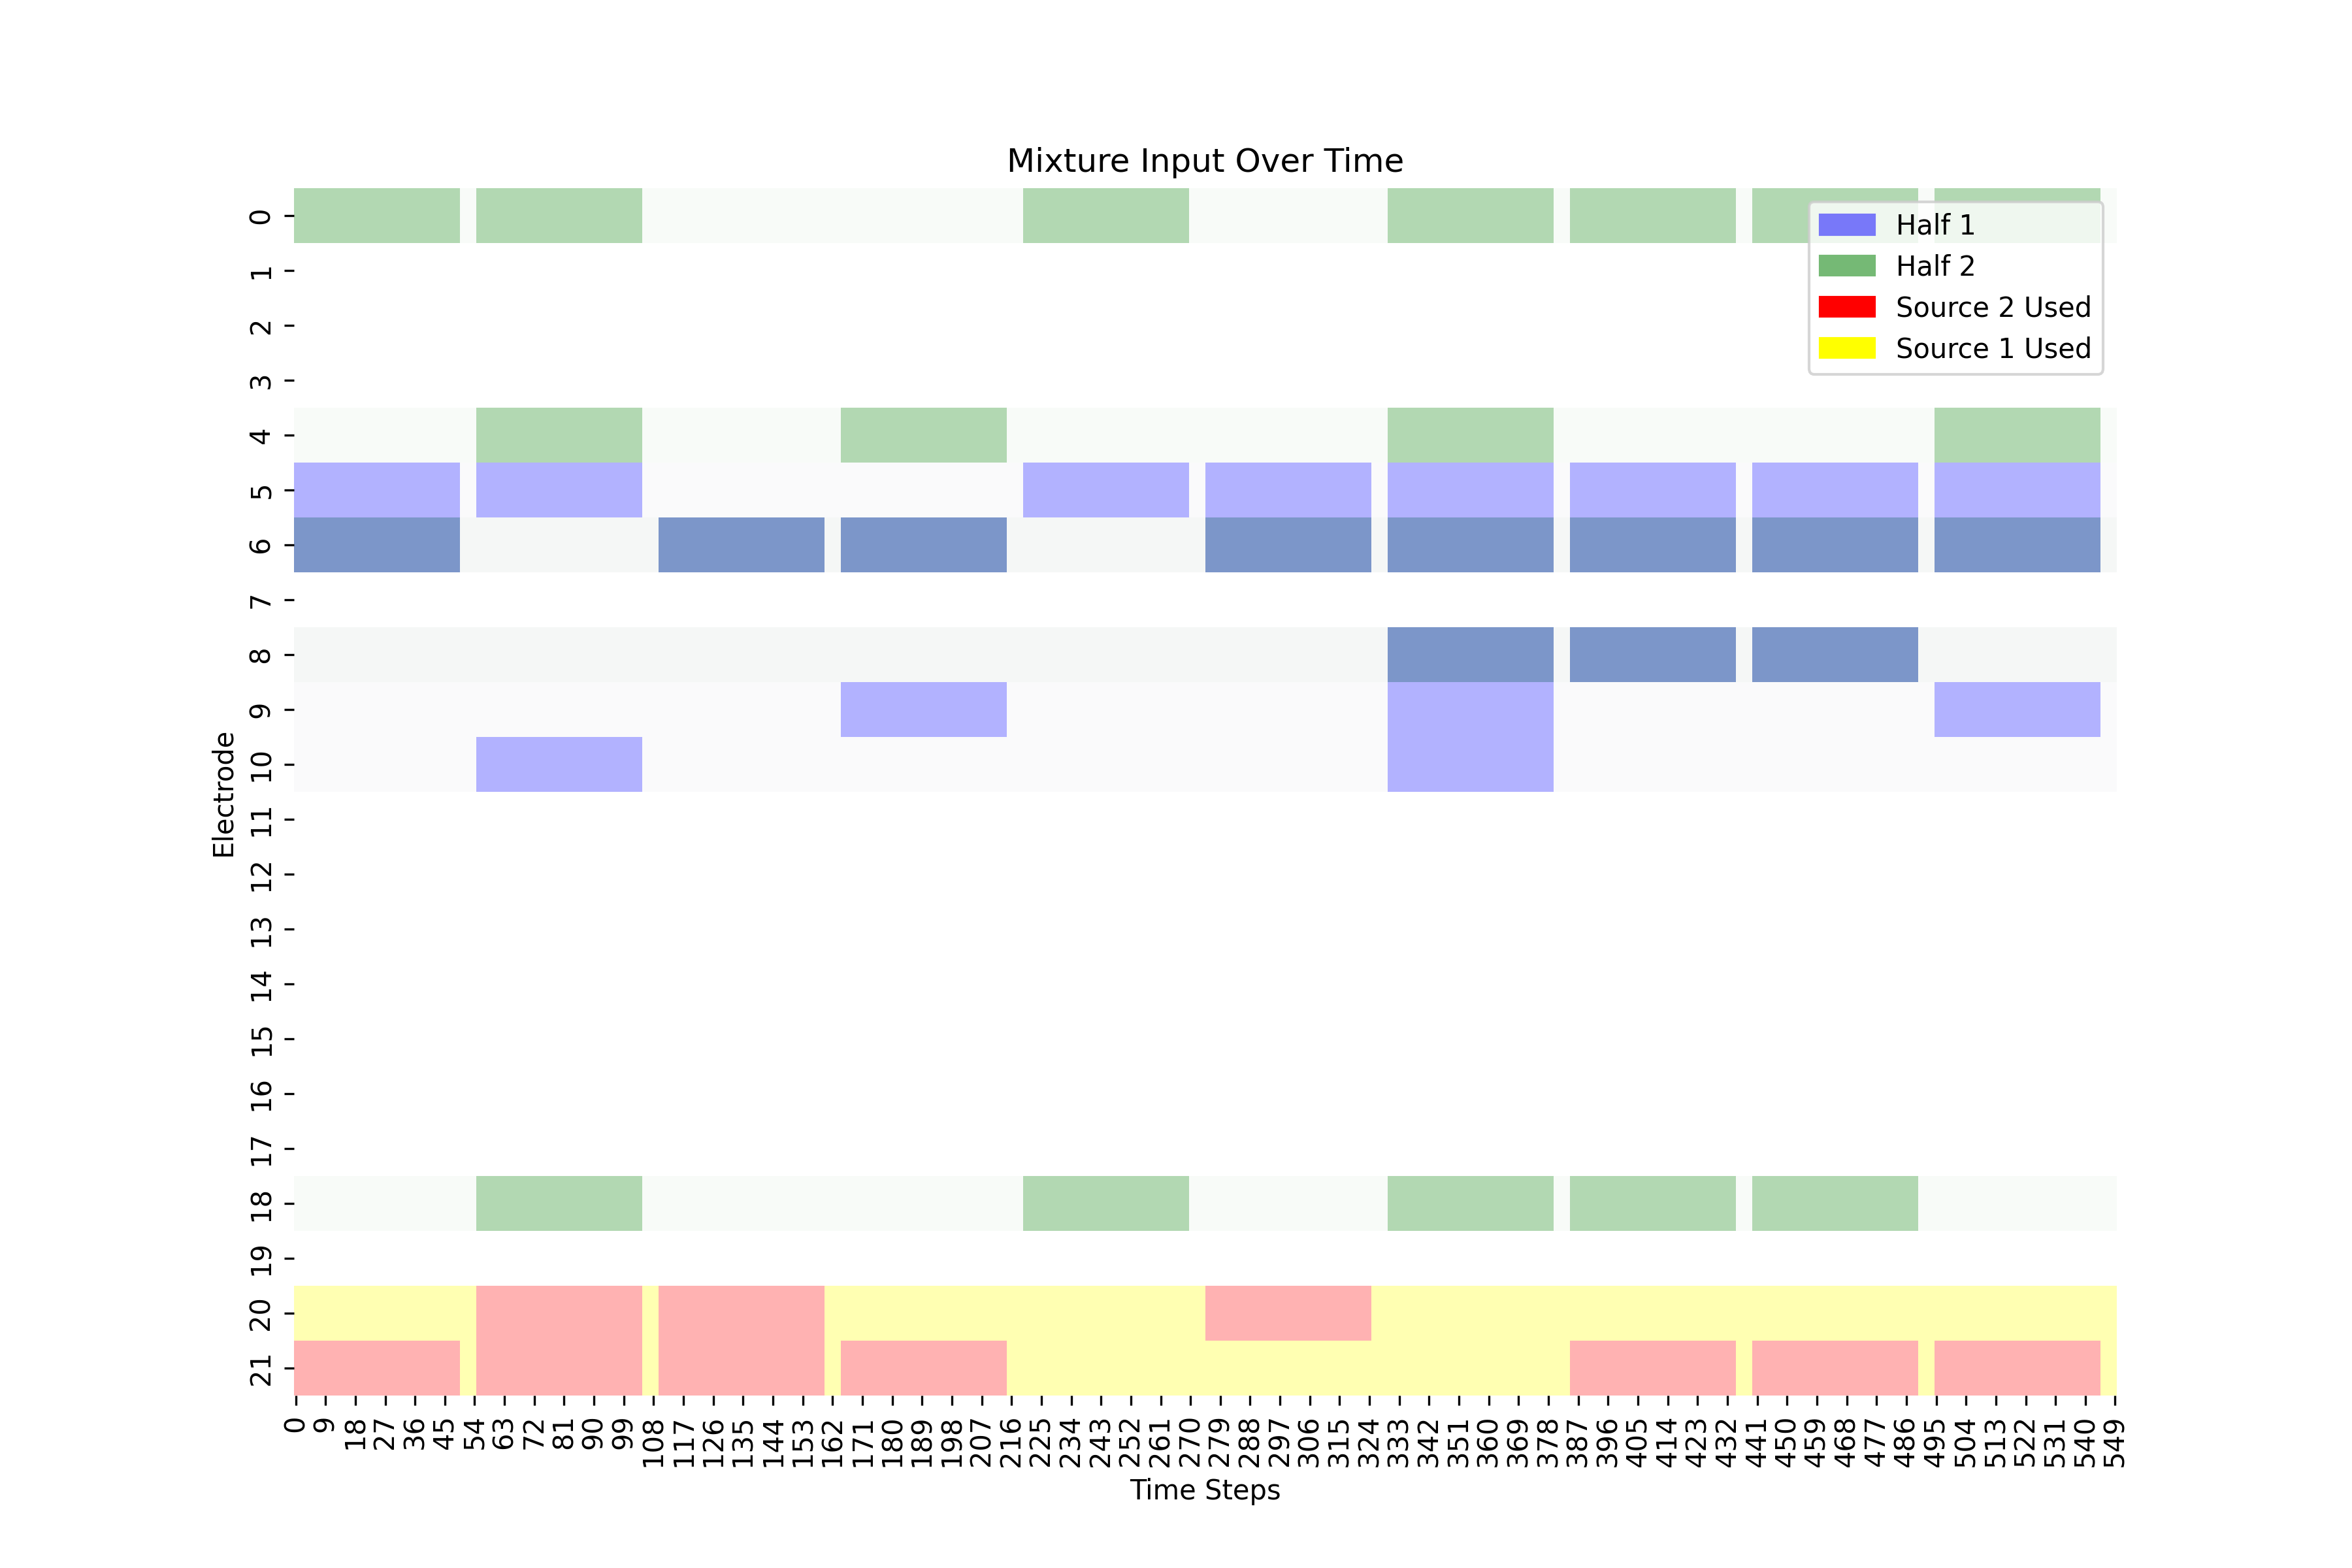 Mixture Input Over Time
Half 1
Half 2
Source 2 Used
Source 1 Used
Electrode
0
1
2
3
4
5
6
7
8
9
10
11
12
13
14
15
16
17
18
19
20
21
0 9 18 27 36 45 54 63 72 81 90 99 108 117 126 135 144 153 162 171 180 189 198 207 216 225 234 243 252 261 270 279 288 297 306 315 324 333 342 351 360 369 378 387 396 405 414 423 432 441 450 459 468 477 486 495 504 513 522 531 540 549
Time Steps